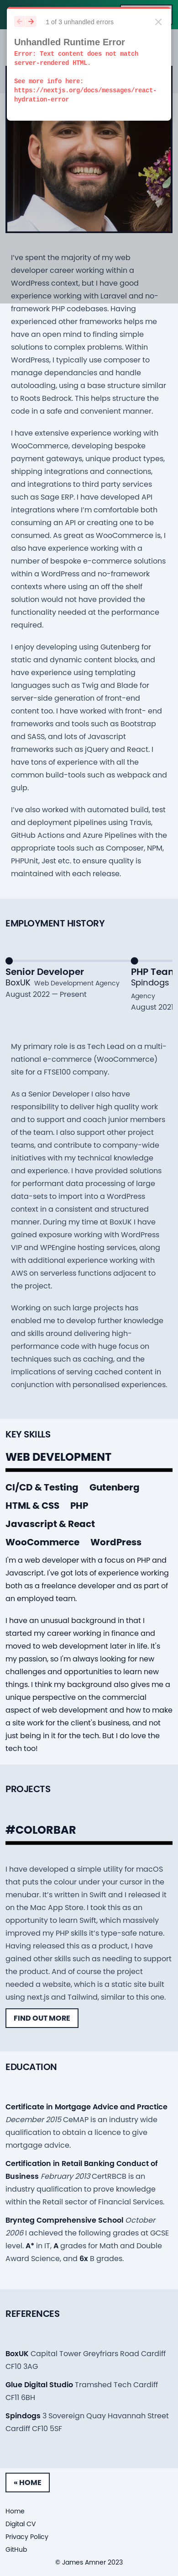 1 of 3 unhandled errors
Unhandled Runtime Error
Error: Text content does not match
server-rendered HTML.
See more info here:
https://nextjs.org/docs/messages/react-
hydration-error
I've spent the majority of my web
developer career working within a
WordPress context, but I have good
experience working with Laravel and no-
framework PHP codebases. Having
experienced other frameworks helps me
have an open mind to finding simple
solutions to complex problems. Within
WordPress, I typically use composer to
manage dependancies and handle
autoloading, using a base structure similar
to Roots Bedrock. This helps structure the
code in a safe and convenient manner.
I have extensive experience working with
WooCommerce, developing bespoke
payment gateways, unique product types,
shipping integrations and connections,
and integrations to third party services
such as Sage ERP. I have developed API
integrations where I'm comfortable both
consuming an API or creating one to be
consumed. As great as WooCommerce is, I
also have experience working with a
number of bespoke e-commerce solutions
within a WordPress and no-framework
contexts where using an off the shelf
solution would not have provided the
functionality needed at the performance
required.
I enjoy developing using Gutenberg for
static and dynamic content blocks, and
have experience using templating
languages such as Twig and Blade for
server-side generation of front-end
content too. I have worked with front- end
frameworks and tools such as Bootstrap
and SASS, and lots of Javascript
frameworks such as jQuery and React. I
have tons of experience with all the
common build-tools such as webpack and
gulp.
I've also worked with automated build, test
and deployment pipelines using Travis,
GitHub Actions and Azure Pipelines with the
appropriate tools such as Composer, NPM,
PHPUnit, Jest etc. to ensure quality is
maintained with each release.
EMPLOYMENT HISTORY
Senior Developer
BoxUK Web Development Agency
August 2022 — Present
PHP Team
Spindogs
Agency
August 2021
My primary role is as Tech Lead on a multi-
national e-commerce (WooCommerce)
site for a FTSE100 company.
As a Senior Developer I also have
responsibility to deliver high quality work
and to support and coach junior members
of the team. I also support other project
teams, and contribute to company-wide
initiatives with my technical knowledge
and experience. I have provided solutions
for performant data processing of large
data-sets to import into a WordPress
context in a consistent and structured
manner. During my time at BoxUK I have
gained exposure working with WordPress
VIP and WPEngine hosting services, along
with additional experience working with
AWS on serverless functions adjacent to
the project.
Working on such large projects has
enabled me to develop further knowledge
and skills around delivering high-
performance code with huge focus on
techniques such as caching, and the
implications of serving cached content in
conjunction with personalised experiences.
KEY SKILLS
WEB DEVELOPMENT
CI/CD & Testing Gutenberg
HTML & CSS PHP
Javascript & React
WooCommerce WordPress
I'm a web developer with a focus on PHP and
Javascript. I've got lots of experience working
both as a freelance developer and as part of
an employed team.
I have an unusual background in that I
started my career working in finance and
moved to web development later in life. It's
my passion, so I'm always looking for new
challenges and opportunities to learn new
things. I think my background also gives me a
unique perspective on the commercial
aspect of web development and how to make
a site work for the client's business, and not
just being in it for the tech. But I do love the
tech too!
PROJECTS
#COLORBAR
I have developed a simple utility for macOS
that puts the colour under your cursor in the
menubar. It's written in Swift and I released it
on the Mac App Store. I took this as an
opportunity to learn Swift, which massively
improved my PHP skills it's type-safe nature.
Having released this as a product, I have
gained other skills such as needing to support
the product. And of course the project
needed a website, which is a static site built
using next.js and Tailwind, similar to this one.
FIND OUT MORE
EDUCATION
Certificate in Mortgage Advice and Practice
December 2015 CeMAP is an industry wide
qualification to obtain a licence to give
mortgage advice.
Certification in Retail Banking Conduct of
Business February 2013 CertRBCB is an
industry qualification to prove knowledge
within the Retail sector of Financial Services.
Brynteg Comprehensive School October
2006 I achieved the following grades at GCSE
level. A* in IT, A grades for Math and Double
Award Science, and 6x B grades.
REFERENCES
BoxUK Capital Tower Greyfriars Road Cardiff
CF10 3AG
Glue Digital Studio Tramshed Tech Cardiff
CF11 6BH
Spindogs 3 Sovereign Quay Havannah Street
Cardiff CF10 5SF
« HOME
Home
Digital CV
Privacy Policy
GitHub
© James Amner 2023